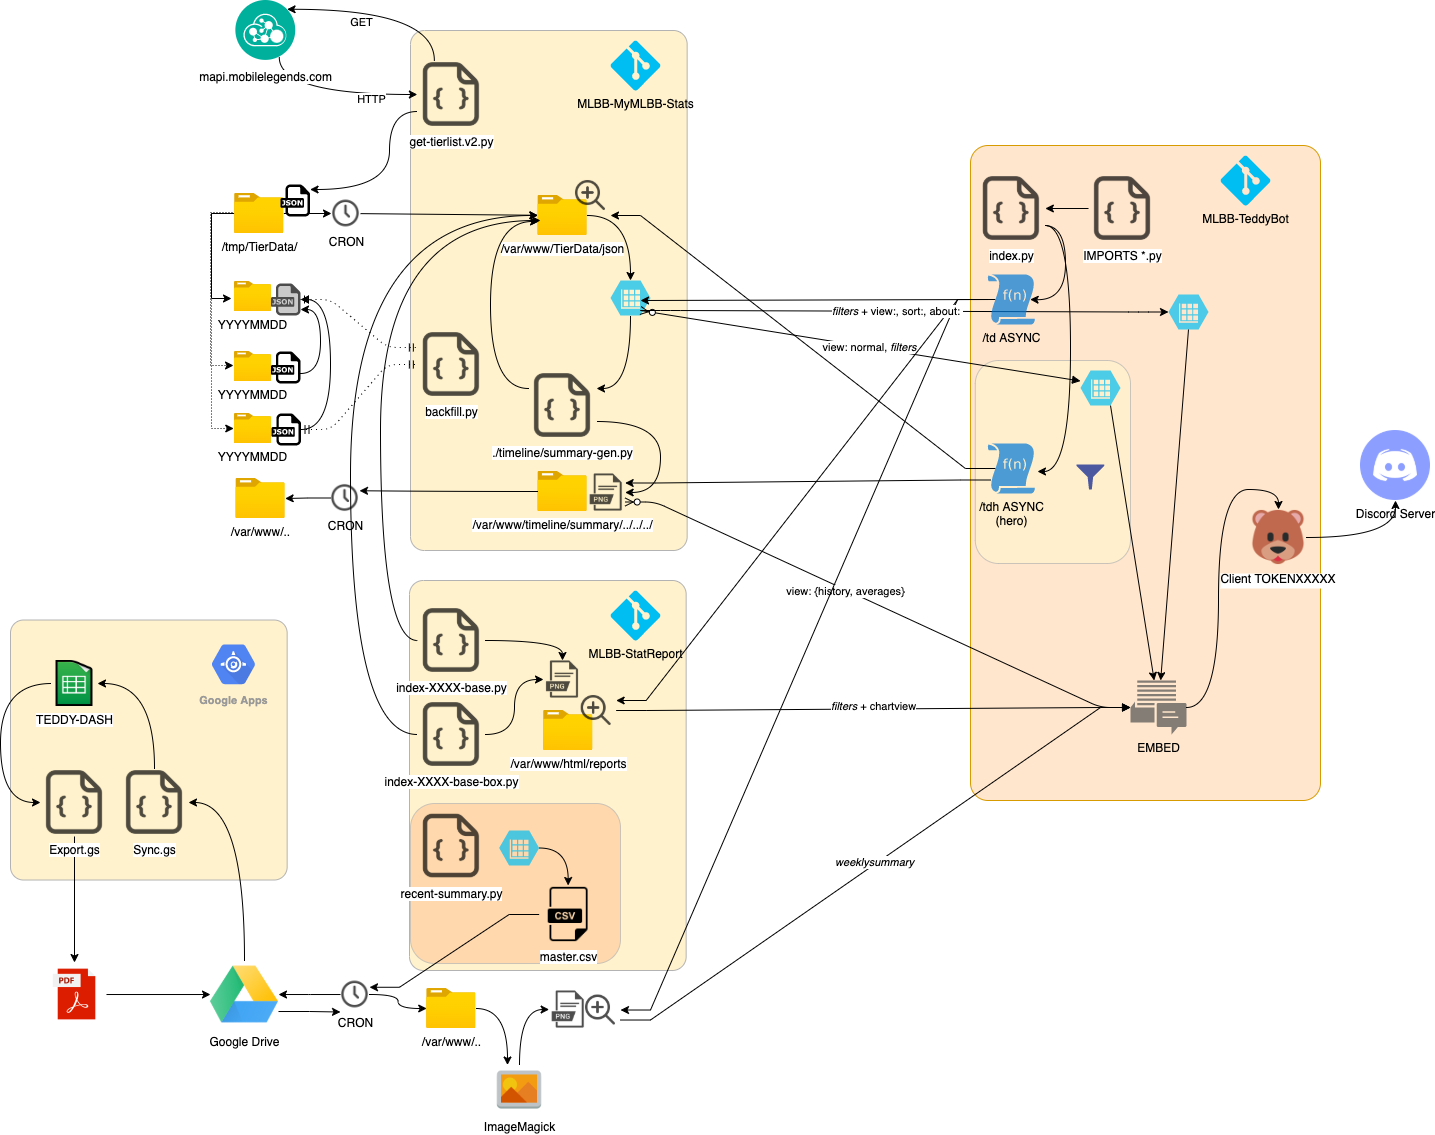 GET
mapi.mobilelegends.com
HTTP
MLBB-MyMLBB-Stats
{ }
get-tierlist.v2.py
JSON
/tmp/TierData/
CRON
/var/www/TierData/json
MLBB-TeddyBot
{ }
{ }
index.py
IMPORTS *.py
JSON
YYYYMMDD
f(n)
filters + view:, sort:, about:
/td ASYNC
view: normal, filters
JSON
YYYYMMDD
{ }
backfill.py
{ }
JSON
YYYYMMDD
./timeline/summary-gen.py
f(n)
/tdh ASYNC
(hero)
PNG
/var/www/timeline/summary/../../../
CRON
/var/www/..
Discord Server
Client TOKENXXXXX
view: {history, averages}
{ }
MLBB-StatReport
index-XXXX-base.py
PNG
Google Apps
TEDDY-DASH
filters + chartview
{ }
/var/www/html/reports
index-XXXX-base-box.py
EMBED
{ }
{ }
Export.gs
Sync.gs
{ }
recent-summary.py
weeklysummary
CSV
master.csv
PDF
CRON
PNG
Google Drive
/var/www/..
ImageMagick